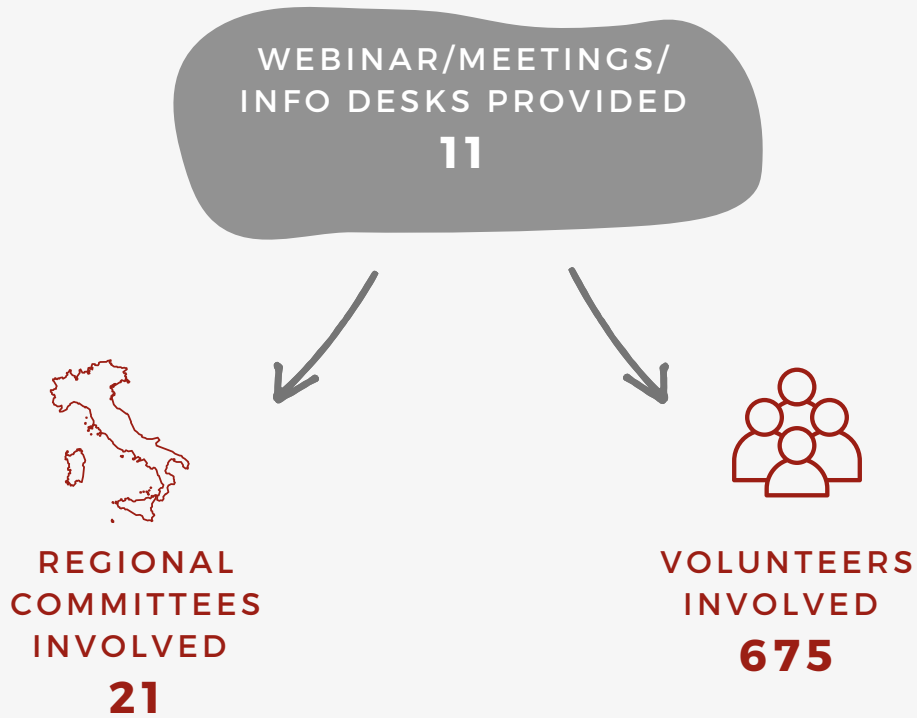 WEBINAR/MEETINGS/
INFO DESKS PROVIDED
11
REGIONAL
COMMITTEES
INVOLVED
21
VOLUNTEERS
INVOLVED
675